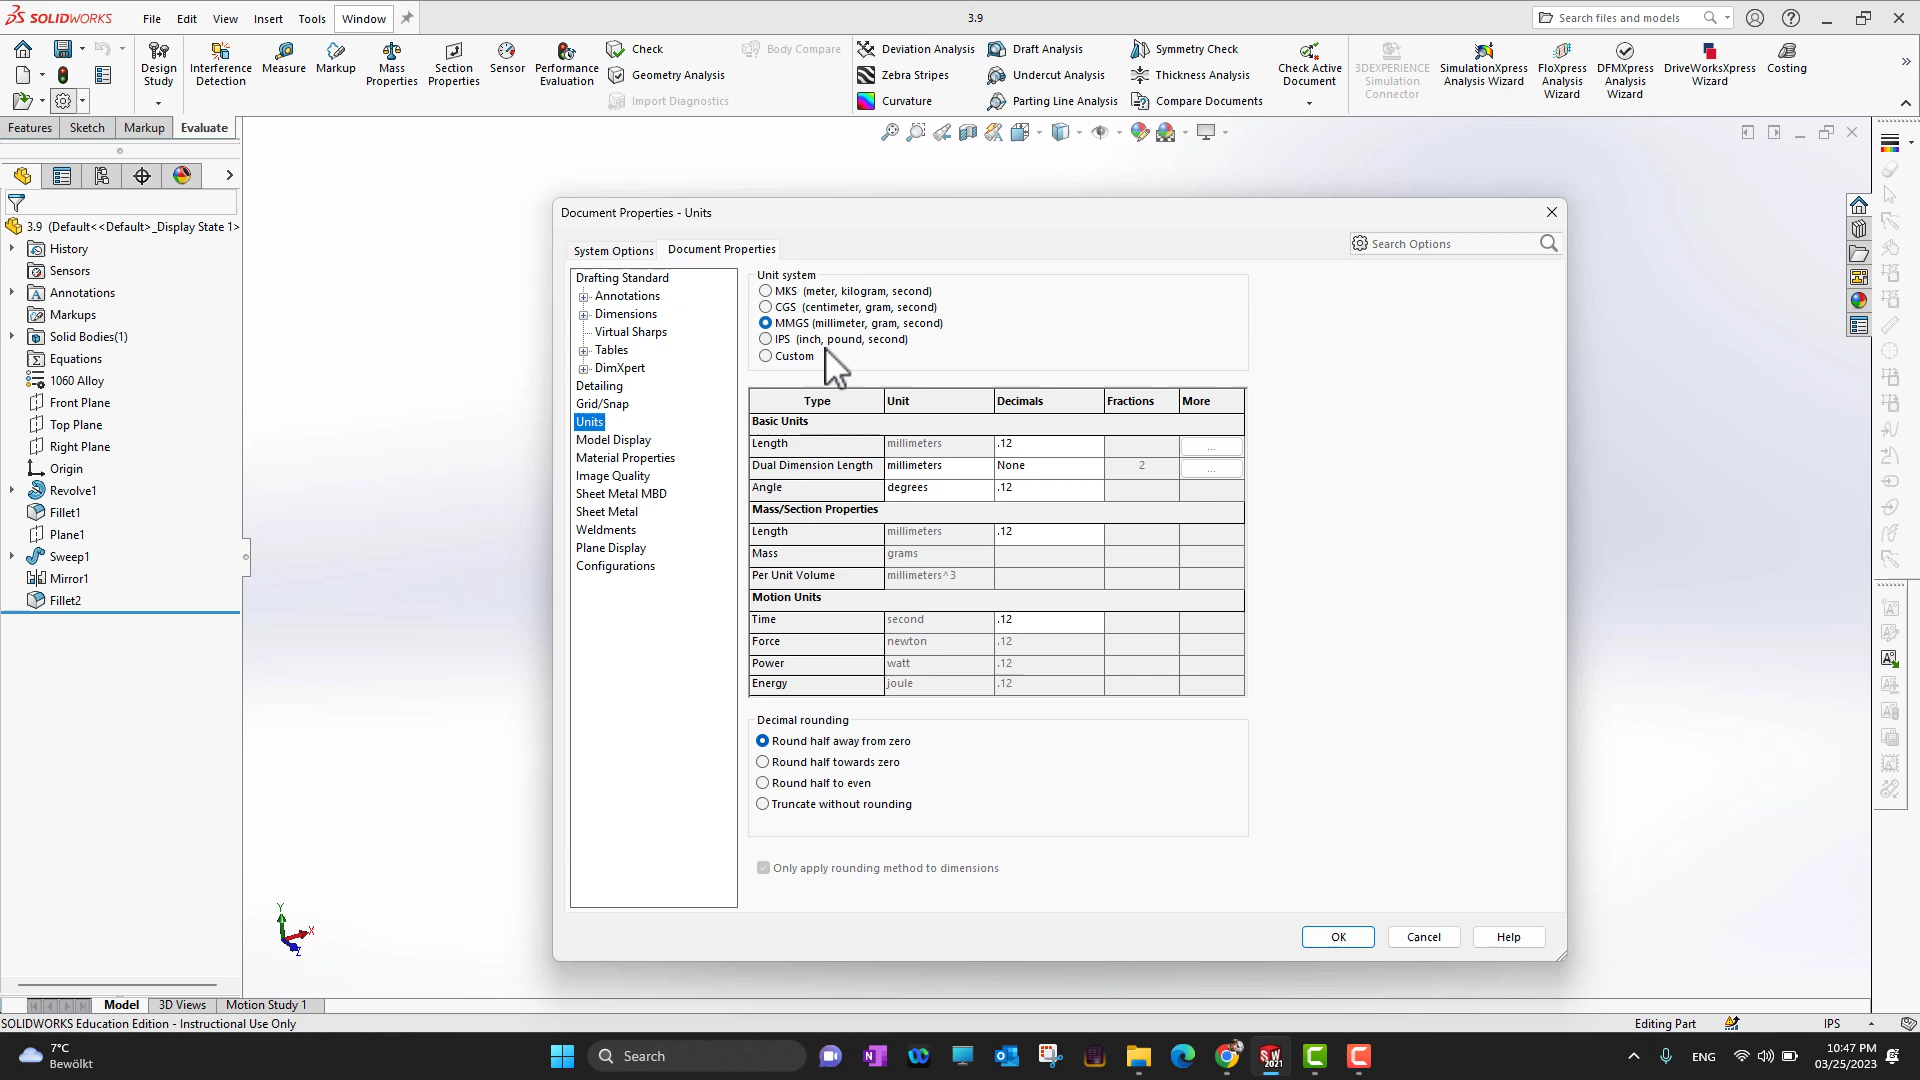 SOLIDWORKS File Edit View Insert Tools Window 3.9 Search files and models
Design Study
Interference Detection
Measure
Markup
Mass Properties
Section Properties
Sensor
Performance Evaluation
Check
Geometry Analysis
Import Diagnostics
Body Compare
Deviation Analysis
Zebra Stripes
Curvature
Draft Analysis
Undercut Analysis
Parting Line Analysis
Symmetry Check
Thickness Analysis
Compare Documents
Check Active Document
3DEXPERIENCE Simulation Connector
SimulationXpress Analysis Wizard
FloXpress Analysis Wizard
DFMXpress Analysis Wizard
DriveWorksXpress Wizard
Costing
Features Sketch Markup Evaluate
3.9 (Default<<Default>_Display State 1>
History
Sensors
Annotations
Markups
Solid Bodies(1)
Equations
1060 Alloy
Front Plane
Top Plane
Right Plane
Origin
Revolve1
Fillet1
Plane1
Sweep1
Mirror1
Fillet2
Document Properties - Units
System Options Document Properties
Search Options
Drafting Standard
Annotations
Dimensions
Virtual Sharps
Tables
DimXpert
Detailing
Grid/Snap
Units
Model Display
Material Properties
Image Quality
Sheet Metal MBD
Sheet Metal
Weldments
Plane Display
Configurations
Unit system
MKS (meter, kilogram, second)
CGS (centimeter, gram, second)
MMGS (millimeter, gram, second)
IPS (inch, pound, second)
Custom
Type Unit Decimals Fractions More
Basic Units
Length millimeters .12 ...
Dual Dimension Length millimeters None 2 ...
Angle degrees .12
Mass/Section Properties
Length millimeters .12
Mass grams
Per Unit Volume millimeters^3
Motion Units
Time second .12
Force newton .12
Power watt .12
Energy joule .12
Decimal rounding
Round half away from zero
Round half towards zero
Round half to even
Truncate without rounding
Only apply rounding method to dimensions
OK Cancel Help
Y
X
Z
Model 3D Views Motion Study 1
SOLIDWORKS Education Edition - Instructional Use Only Editing Part IPS
7°C
Bewölkt
Search
SW
2021
ENG
10:47 PM
03/25/2023